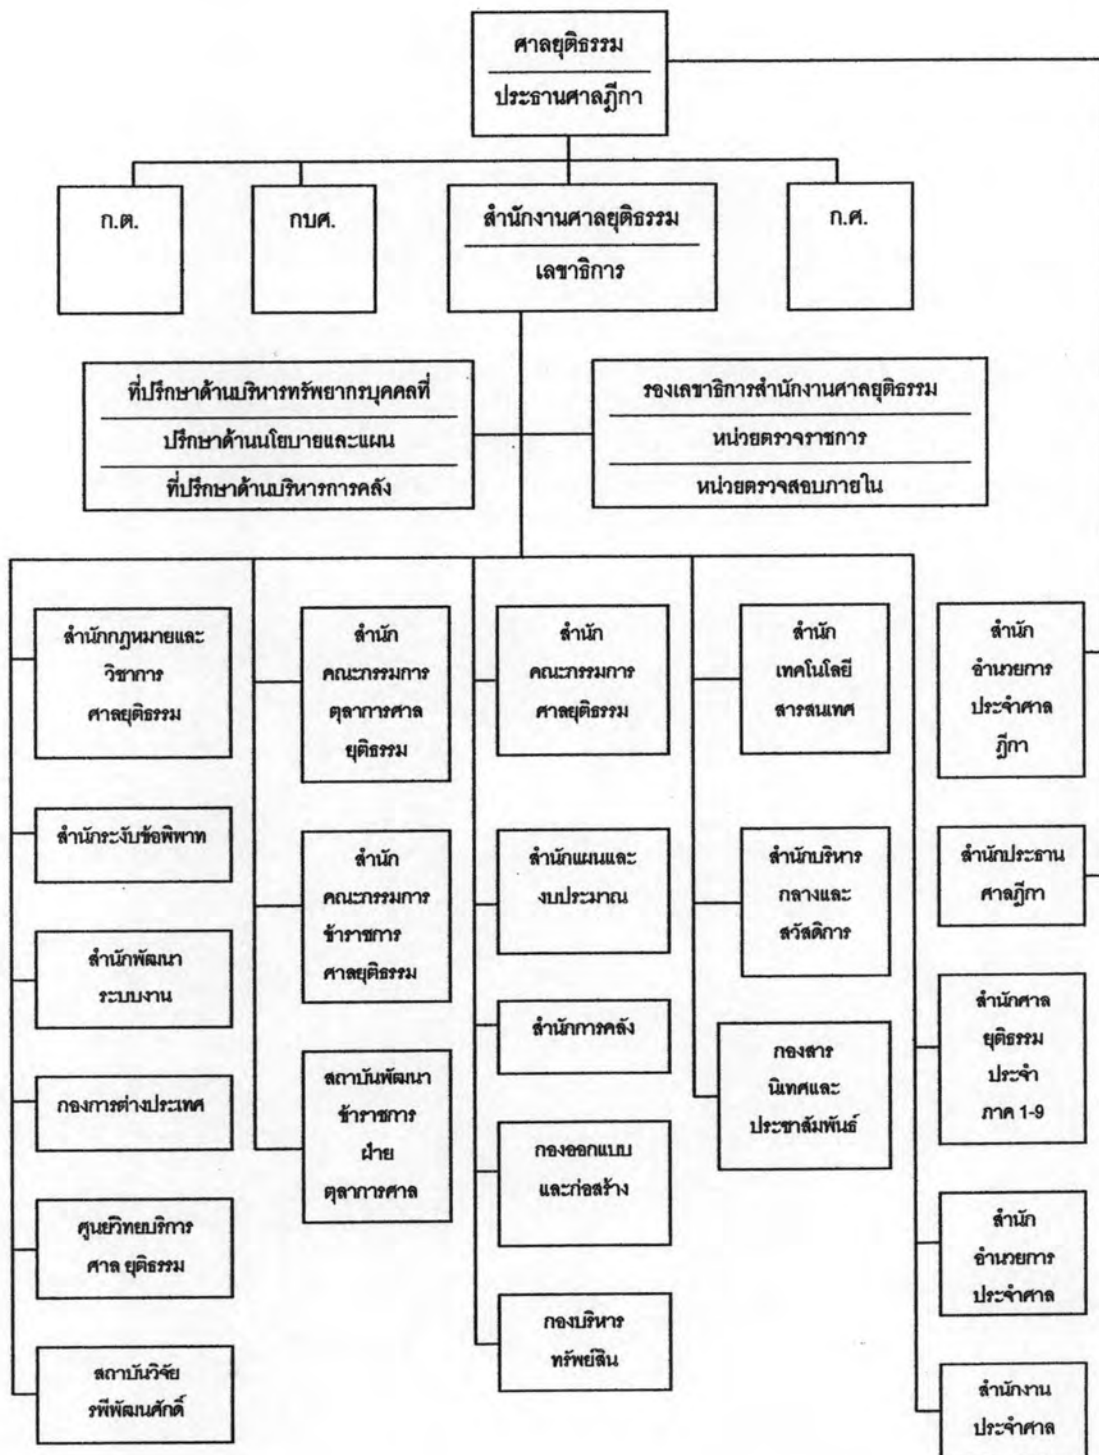 ศาลยุติธรรม
ประธานศาลฎีกา
ก.ต.
กบศ.
สำนักงานศาลยุติธรรม
เลขาธิการ
ก.ศ.
ที่ปรึกษาด้านบริหารทรัพยากรบุคคลที่
ปรึกษาด้านนโยบายและแผน
ที่ปรึกษาด้านบริหารการคลัง
รองเลขาธิการสำนักงานศาลยุติธรรม
หน่วยตรวจราชการ
หน่วยตรวจสอบภายใน
สำนักกฎหมายและ
วิชาการ
ศาลยุติธรรม
สำนักระงับข้อพิพาท
สำนักพัฒนา
ระบบงาน
กองการต่างประเทศ
ศูนย์วิทยบริการ
ศาล ยุติธรรม
สถาบันวิจัย
รพีพัฒนศักดิ์
สำนัก
คณะกรรมการ
ตุลาการศาล
ยุติธรรม
สำนัก
คณะกรรมการ
ข้าราชการ
ศาลยุติธรรม
สถาบันพัฒนา
ข้าราชการ
ฝ่าย
ตุลาการศาล
สำนัก
คณะกรรมการ
ศาลยุติธรรม
สำนักแผนและ
งบประมาณ
สำนักการคลัง
กองออกแบบ
และก่อสร้าง
กองบริหาร
ทรัพย์สิน
สำนัก
เทคโนโลยี
สารสนเทศ
สำนักบริหาร
กลางและ
สวัสดิการ
กองสาร
นิเทศและ
ประชาสัมพันธ์
สำนัก
อำนวยการ
ประจำศาล
ฎีกา
สำนักประธาน
ศาลฎีกา
สำนักศาล
ยุติธรรม
ประจำ
ภาค 1-9
สำนัก
อำนวยการ
ประจำศาล
สำนักงาน
ประจำศาล